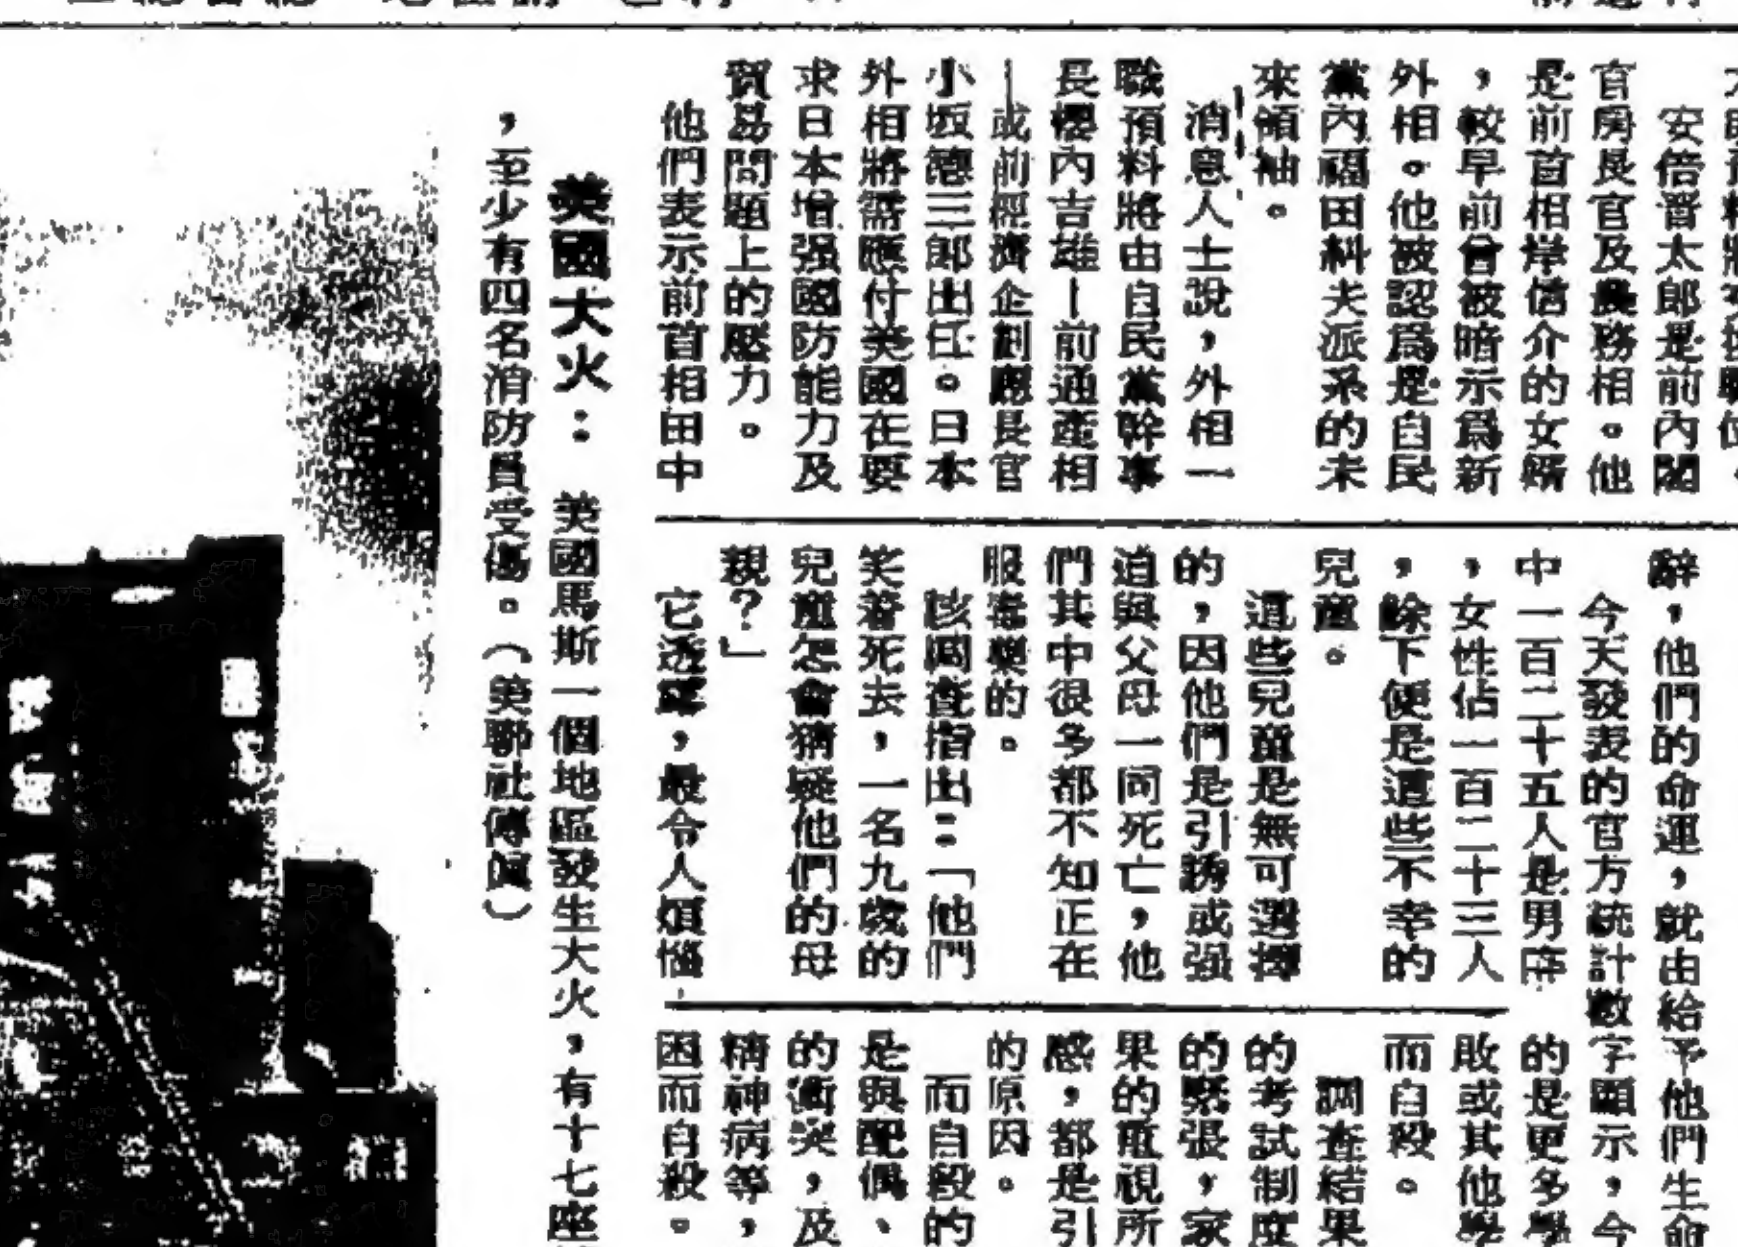 安倍晋太郎是前內閣
官房長官及農務相。他
是前首相岸信介的女婿
，較早前曾被暗示爲新
外相。他被認爲是自民
黨內福田糾夫派系的未
來領袖。
消息人士說，外相一
職預料將由自民黨幹事
長櫻內吉雄—前通產相
—或前經濟企劃廳長官
小坂德三郎出任。日本
外相將需應付美國在要
求日本增强國防能力及
貿易問題上的壓力。
他們表示前首相田中
辭，他們的命運，就由給予他們生命
今天發表的官方統計數字顯示，今
中一百二十五人是男
，女性佔一百二十三人
，餘下便是這些不幸的
兒童。
這些兒童是無可選擇
的，因他們是引誘或强
迫與父母一同死亡，他
們其中很多都不知正在
服毒藥的。
該調查指出：「他們
笑著死去，一名九歲的
兒童怎會猜疑他們的母
親？」
它透露，最令人煩惱
的是更多學
敗或其他學
而自殺。
調查結果
的考試制度
的緊張，家
果的重視所
感，都是引
的原因。
而自殺的
是與配偶、
的衝突，及
精神病等，
困而自殺。
美國大火：　美國馬斯一個地區發生大火，有十七座
，至少有四名消防員受傷。（美聯社傳眞）